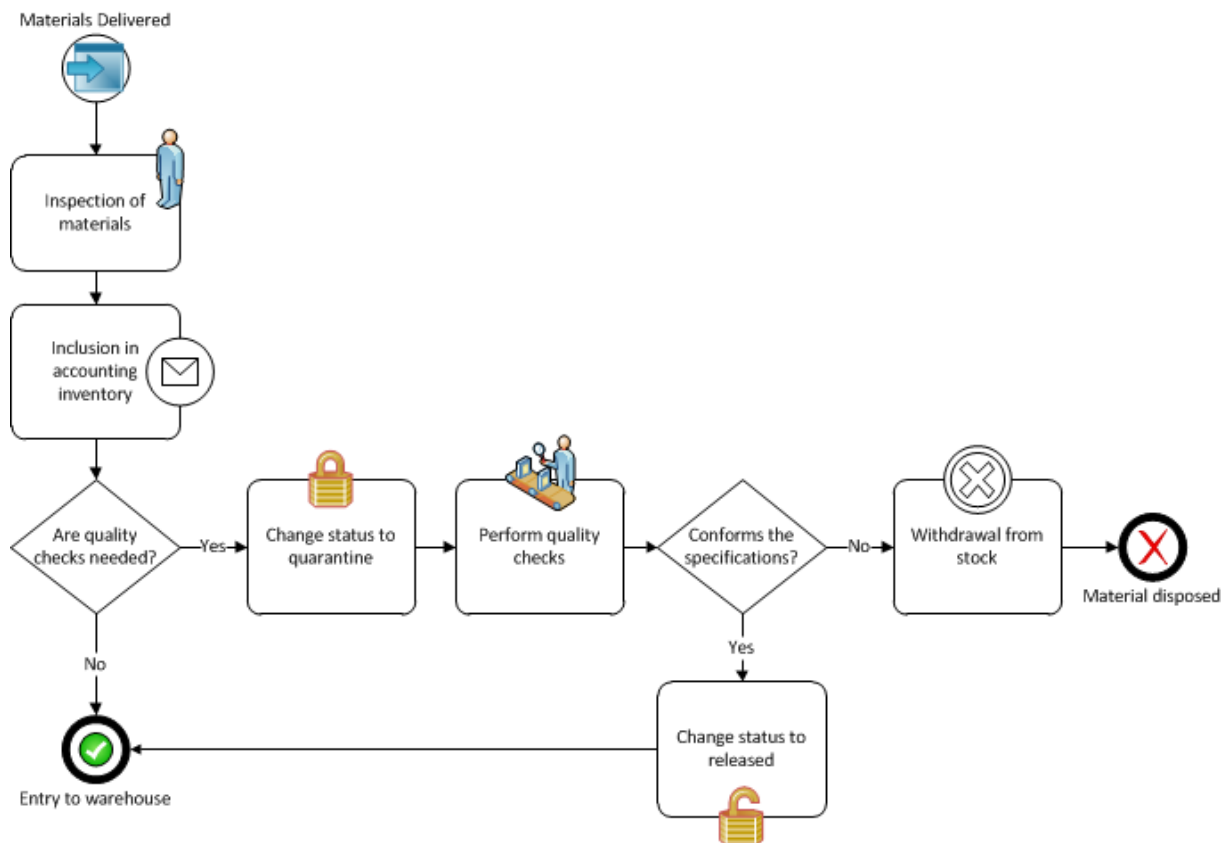 Materials Delivered
Inspection of
materials
Inclusion in
accounting
inventory
Are quality
checks needed?
Yes
Change status to
quarantine
Perform quality
checks
Conforms the
specifications?
No
Withdrawal from
stock
Material disposed
No
Yes
Change status to
released
Entry to warehouse